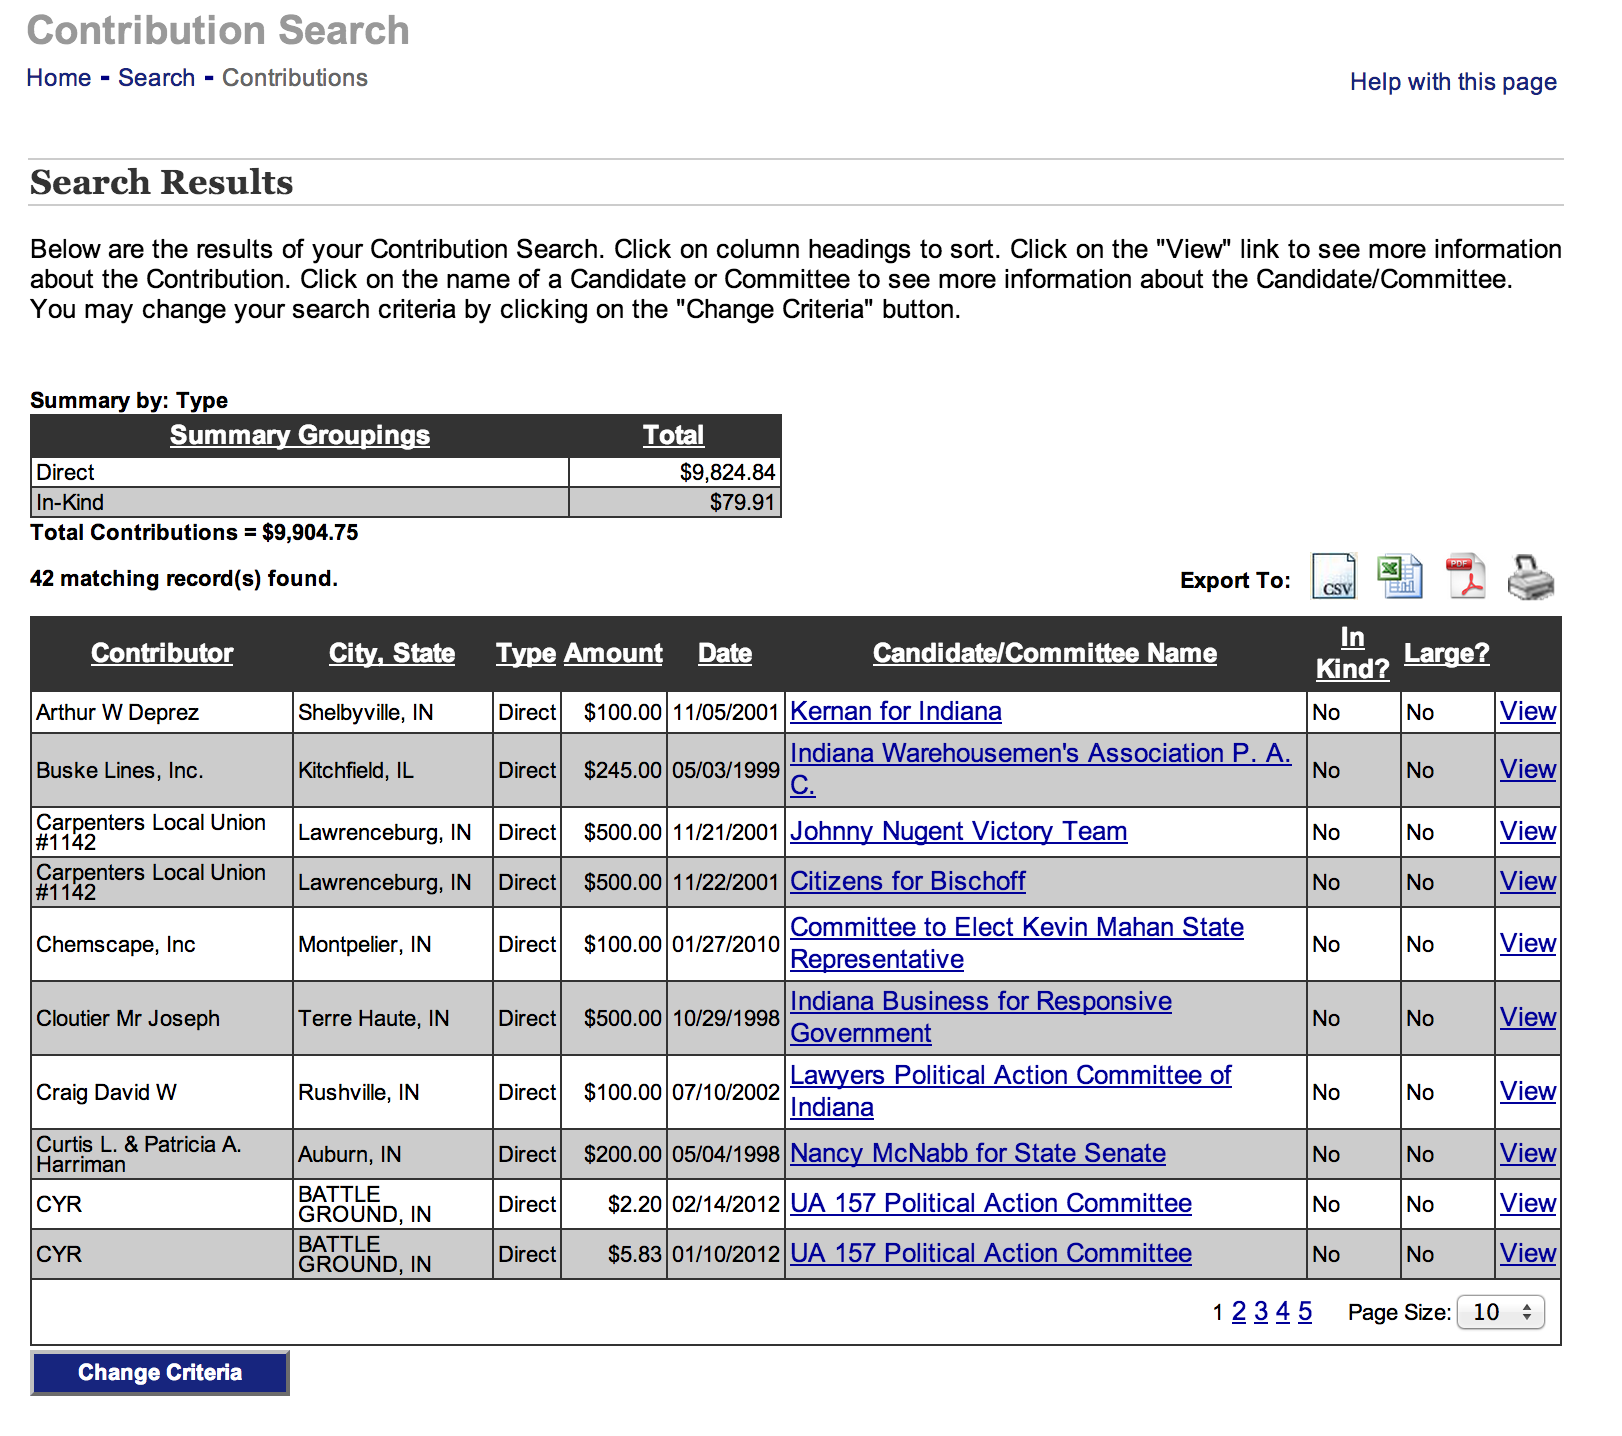 Contribution Search
Home - Search - Contributions
Help with this page
Search Results
Below are the results of your Contribution Search. Click on column headings to sort. Click on the "View" link to see more information
about the Contribution. Click on the name of a Candidate or Committee to see more information about the Candidate/Committee.
You may change your search criteria by clicking on the "Change Criteria" button.
Summary by: Type
Summary Groupings Total
Direct $9,824.84
In-Kind $79.91
Total Contributions = $9,904.75
42 matching record(s) found.
Export To: CSV PDF
Contributor City, State Type Amount Date Candidate/Committee Name In Kind? Large?
Arthur W Deprez Shelbyville, IN Direct $100.00 11/05/2001 Kernan for Indiana No No View
Buske Lines, Inc. Kitchfield, IL Direct $245.00 05/03/1999 Indiana Warehousemen's Association P. A.
C. No No View
Carpenters Local Union
#1142 Lawrenceburg, IN Direct $500.00 11/21/2001 Johnny Nugent Victory Team No No View
Carpenters Local Union
#1142 Lawrenceburg, IN Direct $500.00 11/22/2001 Citizens for Bischoff No No View
Chemscape, Inc Montpelier, IN Direct $100.00 01/27/2010 Committee to Elect Kevin Mahan State
Representative No No View
Cloutier Mr Joseph Terre Haute, IN Direct $500.00 10/29/1998 Indiana Business for Responsive
Government No No View
Craig David W Rushville, IN Direct $100.00 07/10/2002 Lawyers Political Action Committee of
Indiana No No View
Curtis L. & Patricia A.
Harriman Auburn, IN Direct $200.00 05/04/1998 Nancy McNabb for State Senate No No View
CYR BATTLE
GROUND, IN Direct $2.20 02/14/2012 UA 157 Political Action Committee No No View
CYR BATTLE
GROUND, IN Direct $5.83 01/10/2012 UA 157 Political Action Committee No No View
1 2 3 4 5 Page Size: 10
Change Criteria